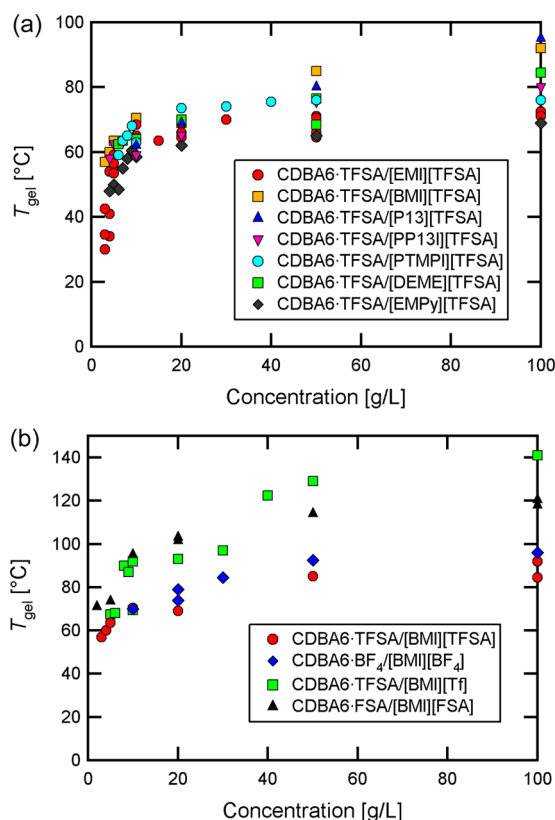 (a)
100
80
60
40
20
0
T gel [°C]
CDBA6·TFSA/[EMI][TFSA]
CDBA6·TFSA/[BMI][TFSA]
CDBA6·TFSA/[P13][TFSA]
CDBA6·TFSA/[PP13I][TFSA]
CDBA6·TFSA/[PTMPI][TFSA]
CDBA6·TFSA/[DEME][TFSA]
CDBA6·TFSA/[EMPy][TFSA]
0 20 40 60 80 100
Concentration [g/L]
(b)
140
120
100
80
60
40
20
0
T gel [°C]
CDBA6·TFSA/[BMI][TFSA]
CDBA6·BF4/[BMI][BF4]
CDBA6·TFSA/[BMI][Tf]
CDBA6·FSA/[BMI][FSA]
0 20 40 60 80 100
Concentration [g/L]